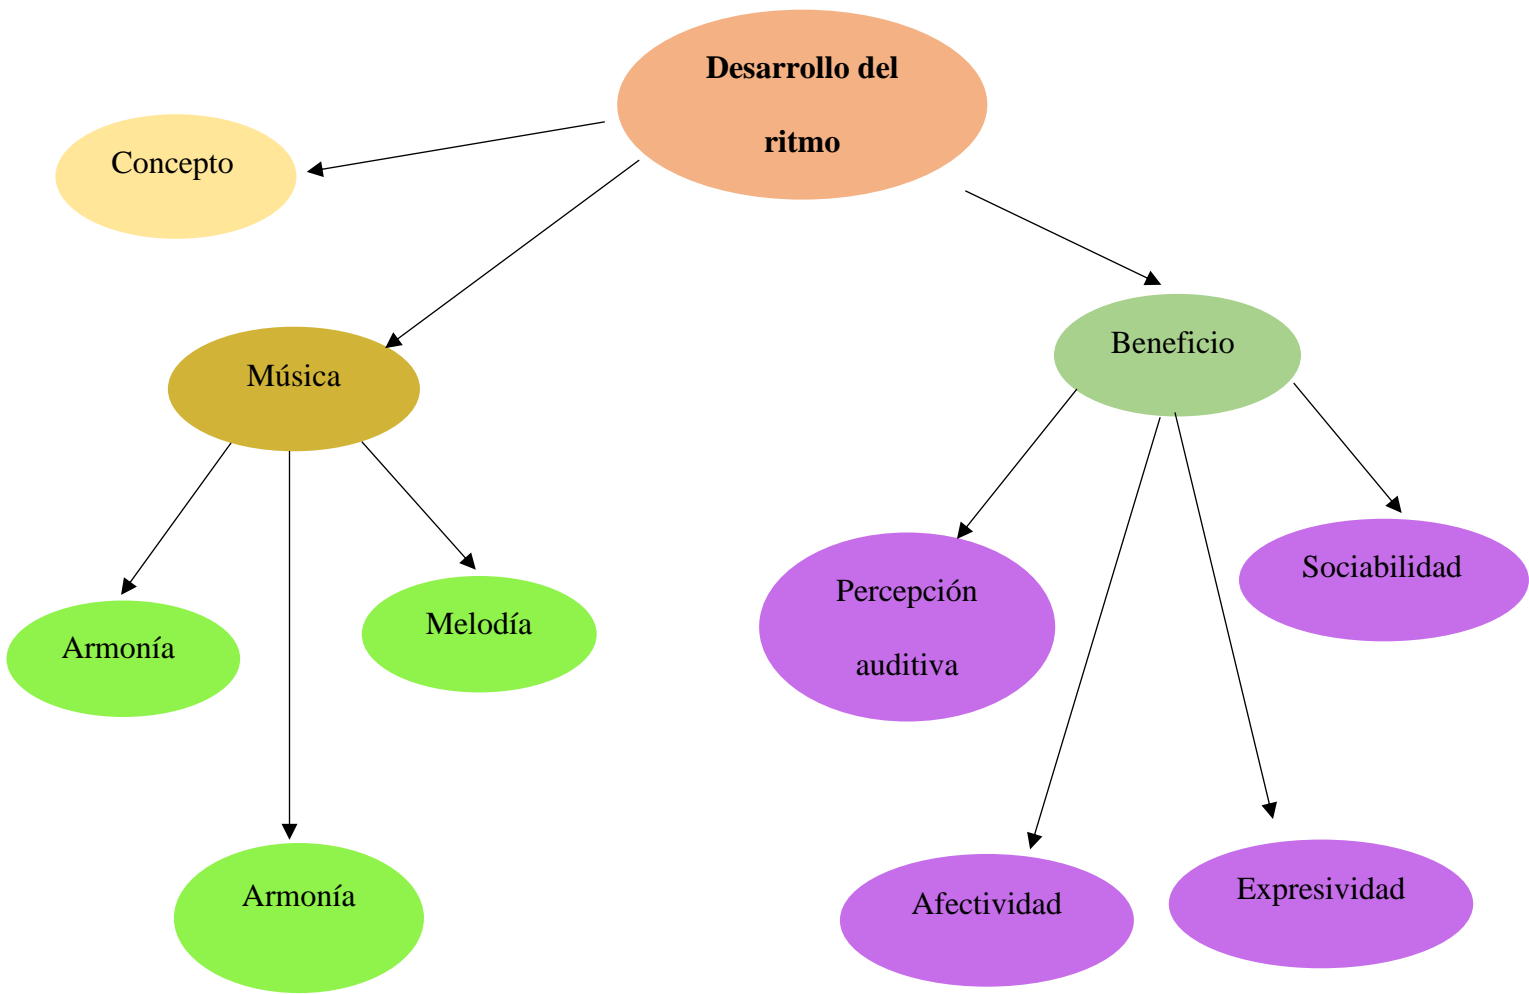 Desarrollo del
ritmo
Concepto
Música
Beneficio
Armonía
Melodía
Percepción
auditiva
Sociabilidad
Armonía
Afectividad
Expresividad